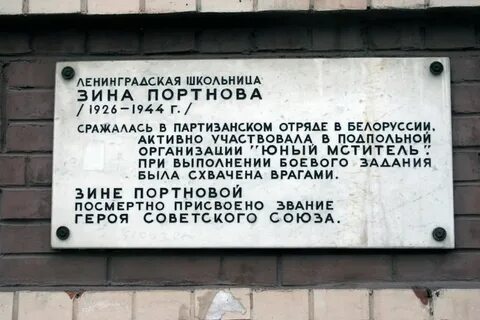 ЛЕНИНГРАДСКАЯ ШКОЛЬНИЦА
ЗИНА ПОРТНОВА
/1926-1944 Г./
СРАЖАЛАСЬ В ПАРТИЗАНСКОМ ОТРЯДЕ В БЕЛОРУССИИ.
АКТИВНО УЧАСТВОВАЛА В ПОДПОЛЬНОЙ
ОРГАНИЗАЦИИ "ЮНЫЙ МСТИТЕЛЬ".
ПРИ ВЫПОЛНЕНИИ БОЕВОГО ЗАДАНИЯ
БЫЛА СХВАЧЕНА ВРАГАМИ.
ЗИНЕ ПОРТНОВОЙ
ПОСМЕРТНО ПРИСВОЕНО ЗВАНИЕ
ГЕРОЯ СОВЕТСКОГО СОЮЗА.